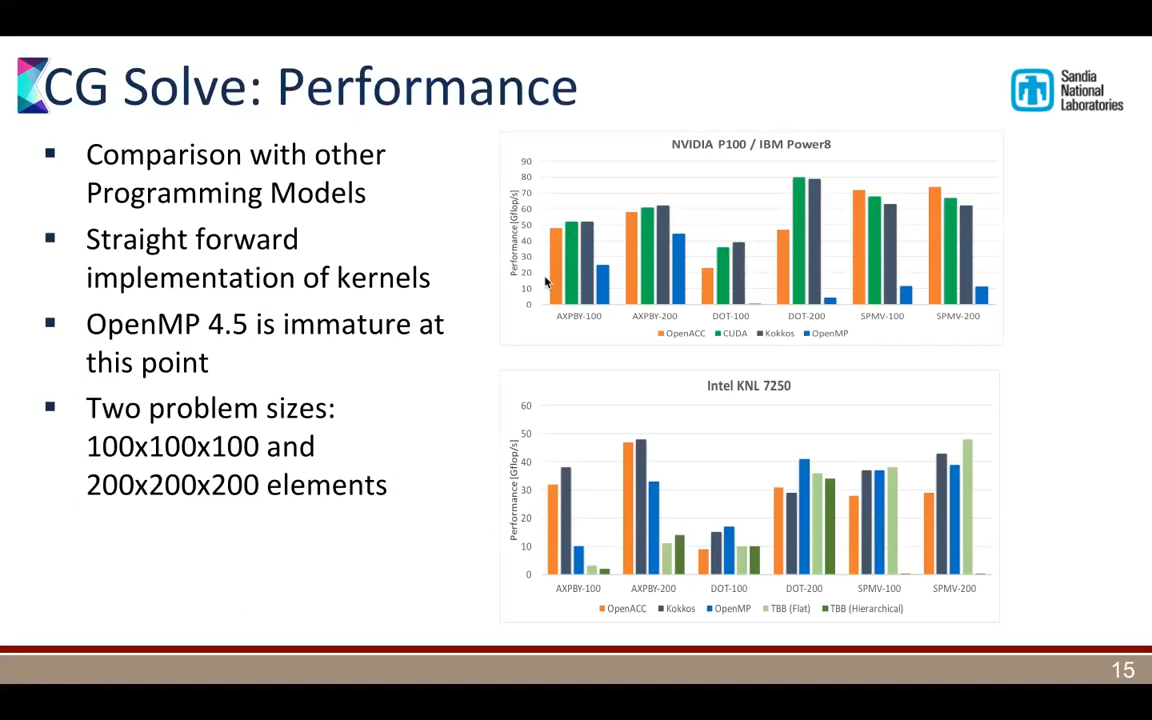 CG Solve: Performance
Sandia
National
Laboratories
▪ Comparison with other
Programming Models
▪ Straight forward
implementation of kernels
▪ OpenMP 4.5 is immature at
this point
▪ Two problem sizes:
100x100x100 and
200x200x200 elements
NVIDIA P100 / IBM Power8
Performance [Gflop/s]
90
80
70
60
50
40
30
20
10
0
AXPBY-100 AXPBY-200 DOT-100 DOT-200 SPMV-100 SPMV-200
OpenACC CUDA Kokkos OpenMP
Intel KNL 7250
Performance [Gflop/s]
60
50
40
30
20
10
0
AXPBY-100 AXPBY-200 DOT-100 DOT-200 SPMV-100 SPMV-200
OpenACC Kokkos OpenMP TBB (Flat) TBB (Hierarchical)
15